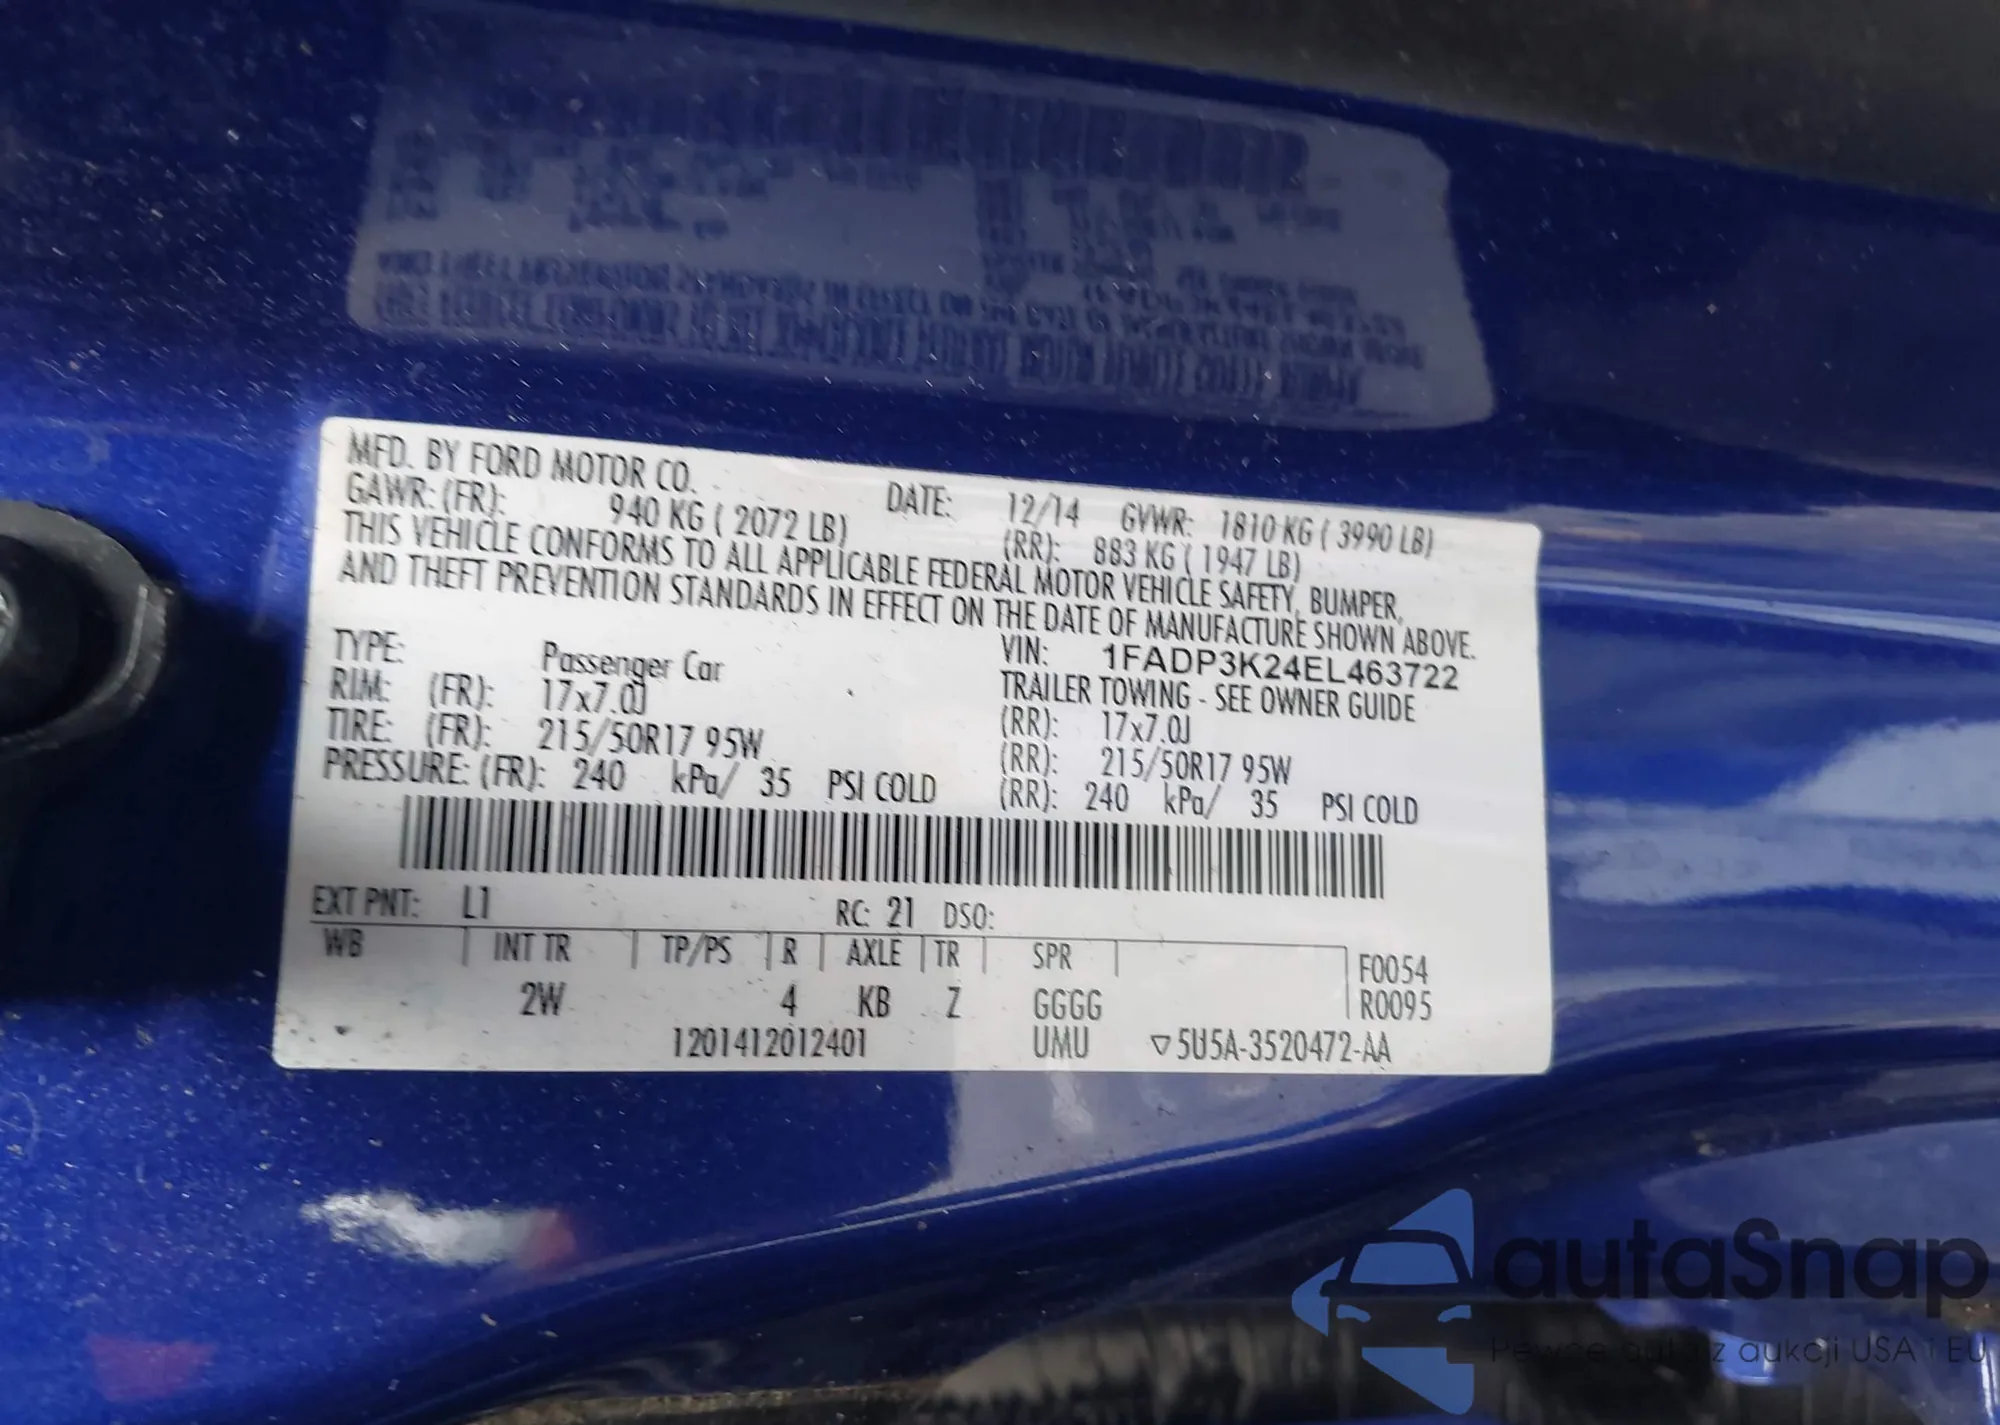 MFD. BY FORD MOTOR CO. DATE: 12/14 GVWR: 1810 KG ( 3990 LB)
GAWR: (FR): 940 KG ( 2072 LB) (RR): 883 KG ( 1947 LB)
THIS VEHICLE CONFORMS TO ALL APPLICABLE FEDERAL MOTOR VEHICLE SAFETY, BUMPER,
AND THEFT PREVENTION STANDARDS IN EFFECT ON THE DATE OF MANUFACTURE SHOWN ABOVE.
VIN: 1FADP3K24EL463722
TYPE: Passenger Car TRAILER TOWING - SEE OWNER GUIDE
RIM: (FR): 17x7.0J (RR): 17x7.0J
TIRE: (FR): 215/50R17 95W (RR): 215/50R17 95W
PRESSURE: (FR): 240 kPa/ 35 PSI COLD (RR): 240 kPa/ 35 PSI COLD
EXT PNT: L1 RC: 21 DSO:
WB INT TR TP/PS R AXLE TR SPR F0054
2W 4 KB Z GGGG R0095
1201412012401 UMU ▽5U5A-3520472-AA
autaSnap
Pewne auta z aukcji USA i EU